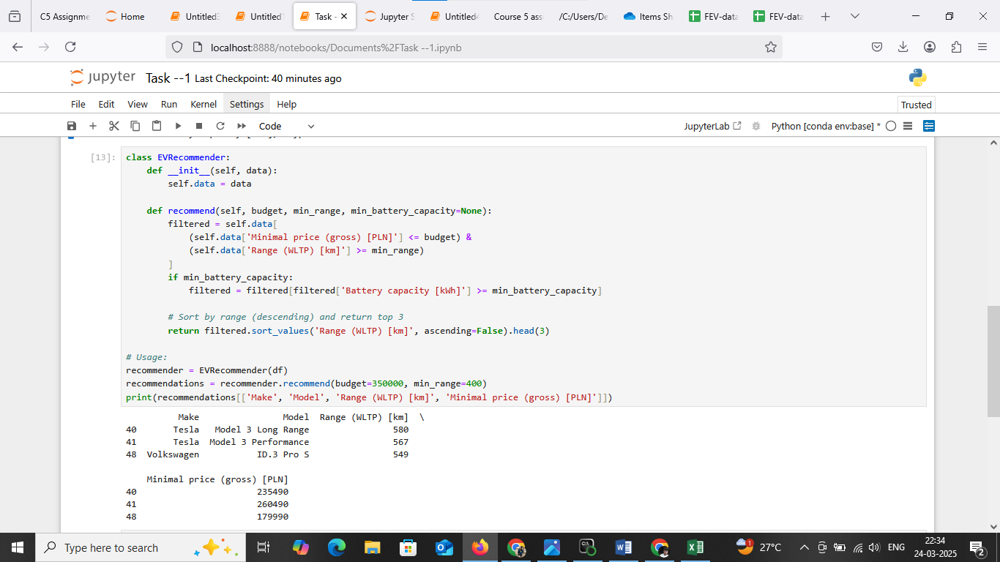 C5 Assignme
Home
Untitled3
Untitled
Task -
Jupyter S
Untitled4
Course 5 ass
/C:/Users/De
Items Sh
FEV-data
FEV-data
localhost:8888/notebooks/Documents%2FTask --1.ipynb
jupyter Task --1 Last Checkpoint: 40 minutes ago
File Edit View Run Kernel Settings Help
Trusted
Code
JupyterLab
Python [conda env:base] *
[13]:
class EVRecommender:
    def __init__(self, data):
        self.data = data
    def recommend(self, budget, min_range, min_battery_capacity=None):
        filtered = self.data[
            (self.data['Minimal price (gross) [PLN]'] <= budget) &
            (self.data['Range (WLTP) [km]'] >= min_range)
        ]
        if min_battery_capacity:
            filtered = filtered[filtered['Battery capacity [kWh]'] >= min_battery_capacity]
        # Sort by range (descending) and return top 3
        return filtered.sort_values('Range (WLTP) [km]', ascending=False).head(3)
# Usage:
recommender = EVRecommender(df)
recommendations = recommender.recommend(budget=350000, min_range=400)
print(recommendations[['Make', 'Model', 'Range (WLTP) [km]', 'Minimal price (gross) [PLN]']])
Make Model Range (WLTP) [km] \
40 Tesla Model 3 Long Range 580
41 Tesla Model 3 Performance 567
48 Volkswagen ID.3 Pro S 549
Minimal price (gross) [PLN]
40 235490
41 260490
48 179990
Type here to search
27°C
ENG
22:34
24-03-2025
2